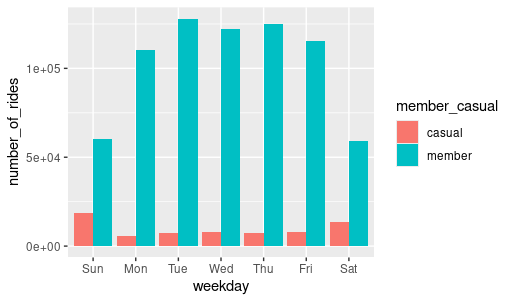 number_of_rides
1e+05
5e+04
0e+00
Sun Mon Tue Wed Thu Fri Sat
weekday
member_casual
casual
member